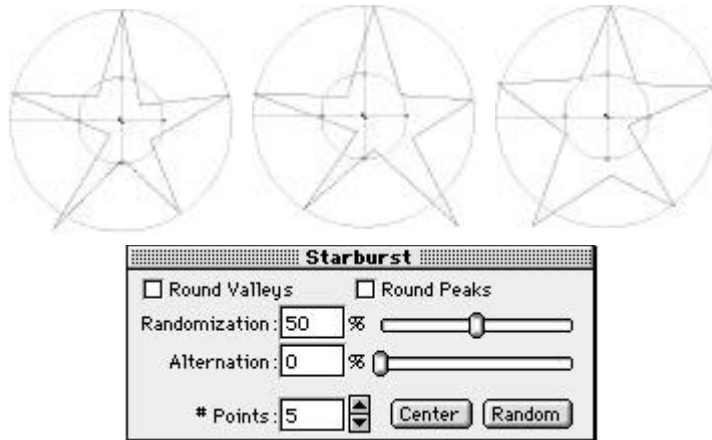 Starburst
Round Valleys Round Peaks
Randomization: 50 %
Alternation: 0 %
# Points: 5 Center Random